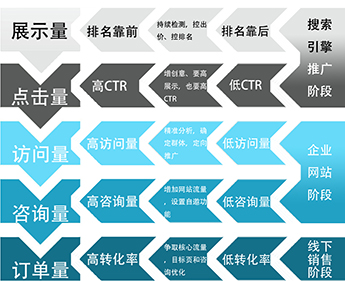 展示量
排名靠前
持续检测，控出
价、控排名
排名靠后
搜索
引擎
推广
阶段
点击量
高CTR
增创意、要高
展示，也要高
CTR
低CTR
访问量
高访问量
精准分析，确
定群体，定向
推广
低访问量
企业
网站
阶段
咨询量
高咨询量
增加网站流量
，设置自邀功
能
低咨询量
订单量
高转化率
争取核心流量
，目标页和咨
询优化
低转化率
线下
销售
阶段